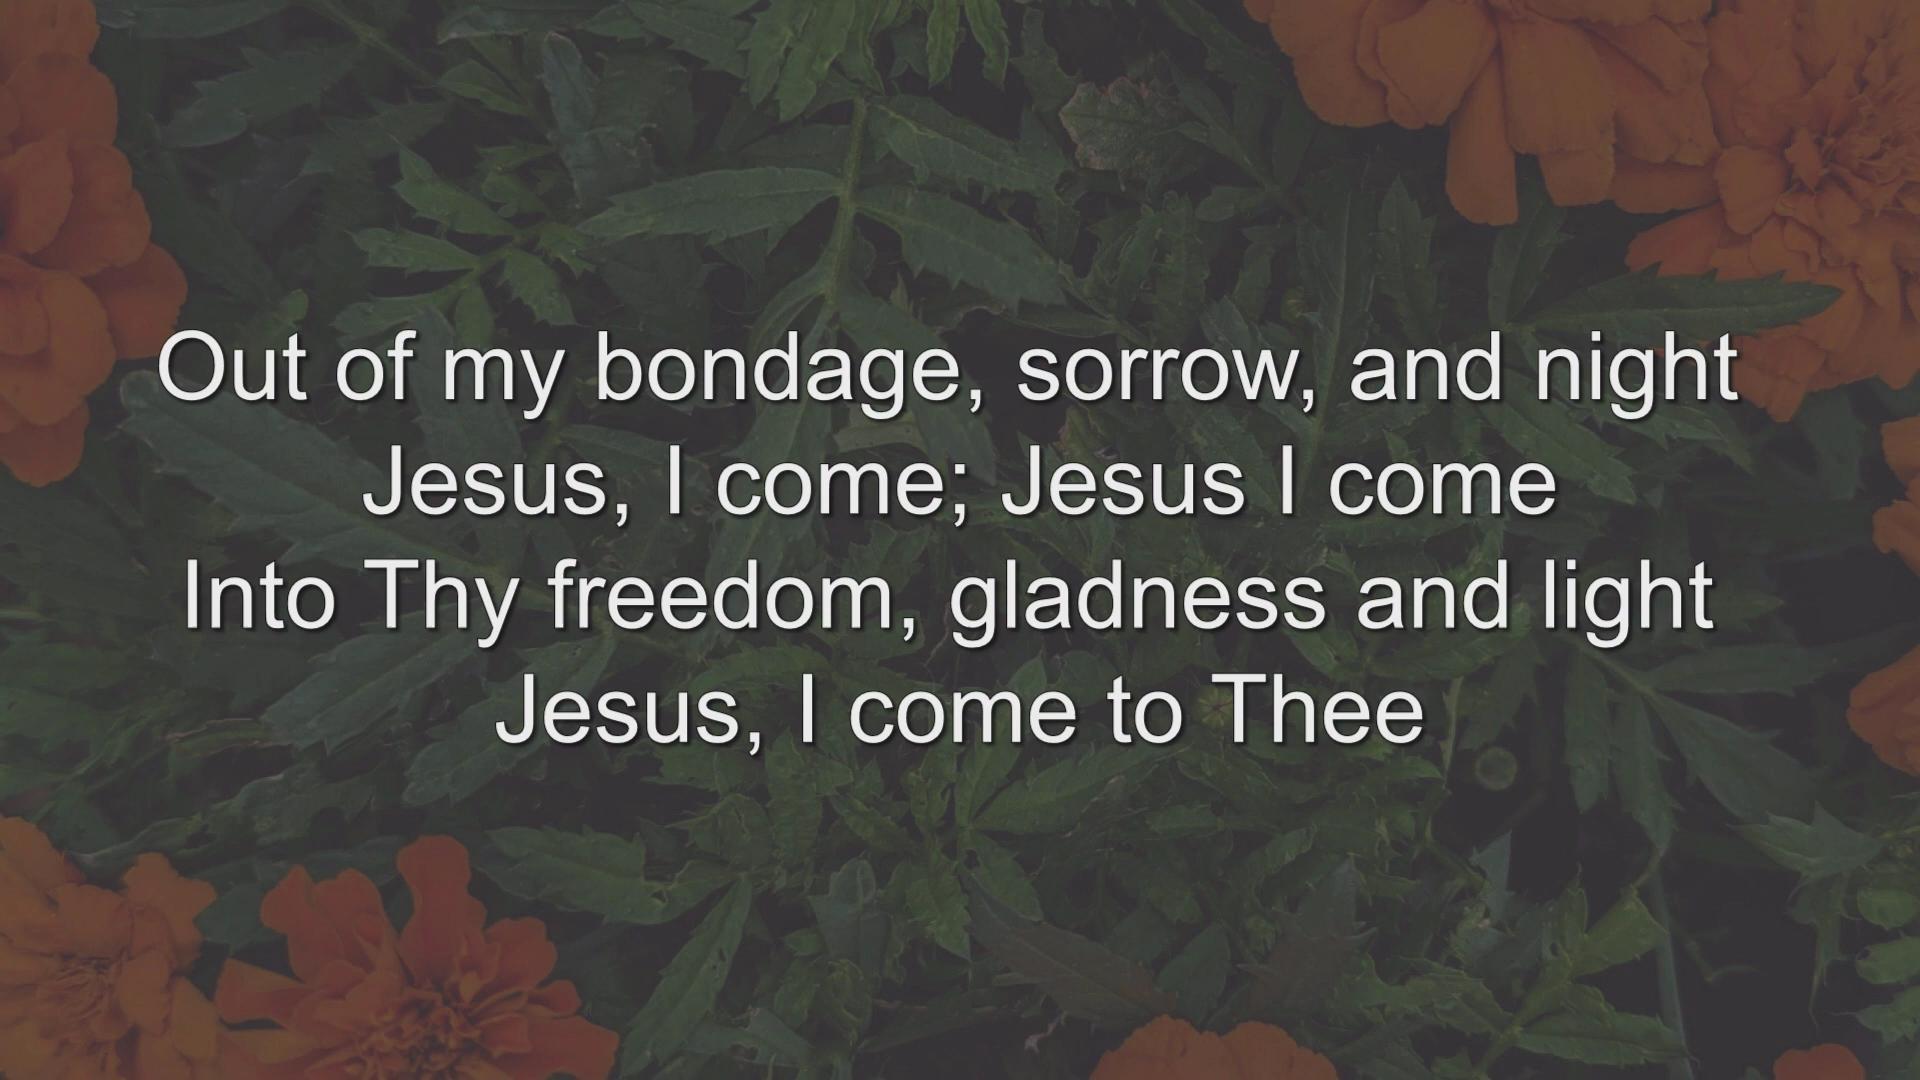 Out of my bondage, sorrow, and night
Jesus, I come; Jesus I come
Into Thy freedom, gladness and light
Jesus, I come to Thee